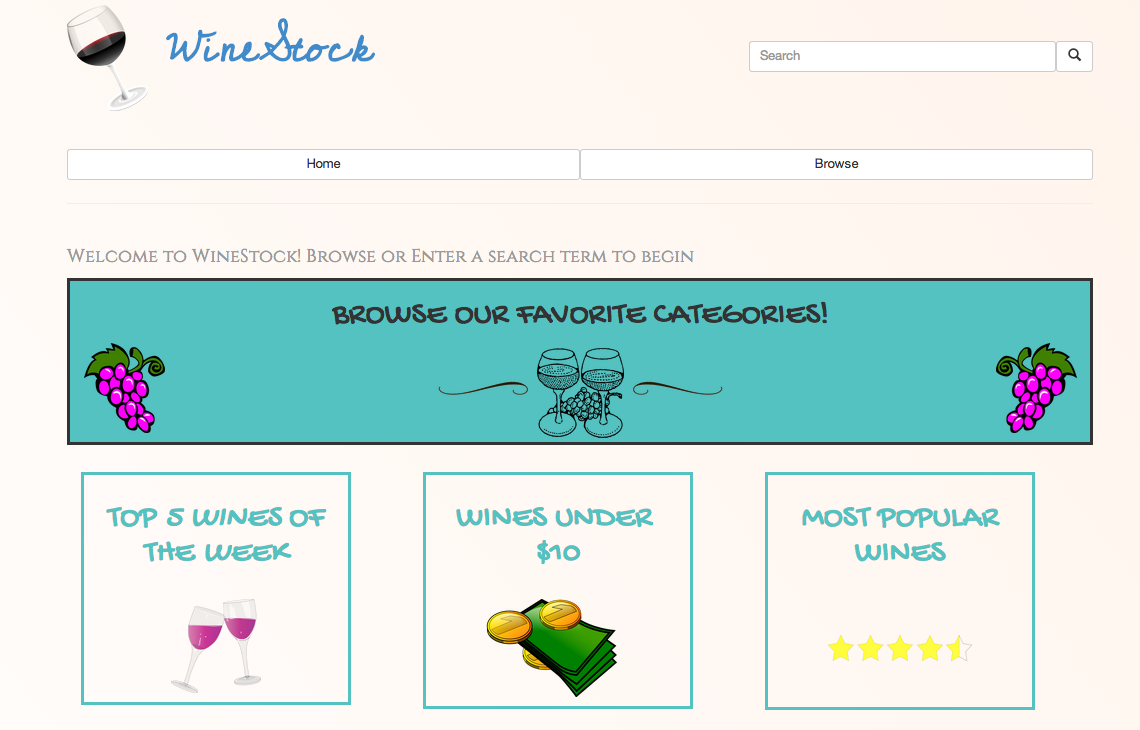 WineStock
Search
Home
Browse
Welcome to WineStock! Browse or Enter a search term to begin
BROWSE OUR FAVORITE CATEGORIES!
TOP 5 WINES OF
THE WEEK
WINES UNDER
$10
MOST POPULAR
WINES